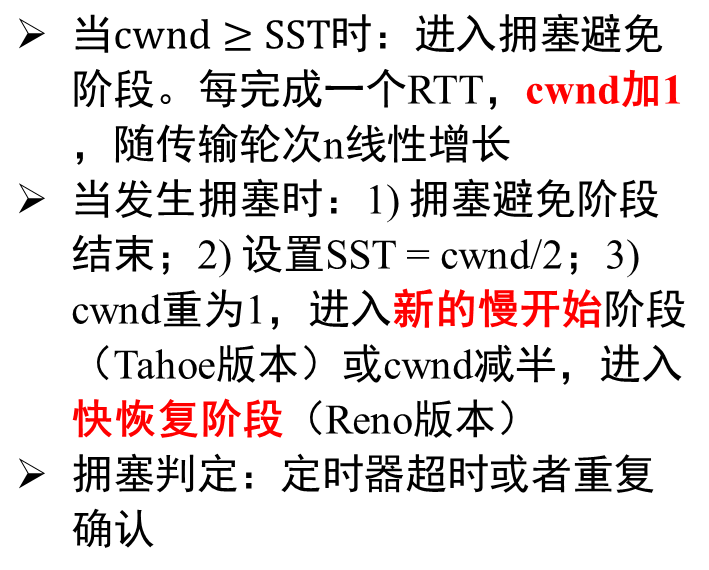 ➢ 当cwnd ≥ SST时：进入拥塞避免
阶段。每完成一个RTT，cwnd加1
，随传输轮次n线性增长
➢ 当发生拥塞时：1) 拥塞避免阶段
结束；2) 设置SST = cwnd/2；3)
cwnd重为1，进入新的慢开始阶段
（Tahoe版本）或cwnd减半，进入
快恢复阶段（Reno版本）
➢ 拥塞判定：定时器超时或者重复
确认